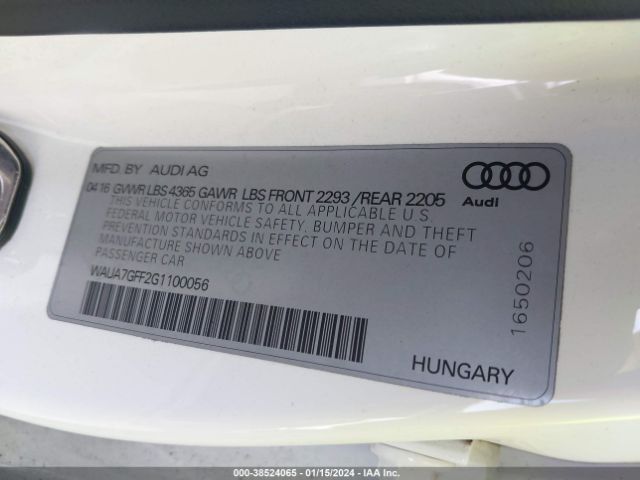 MFD. BY AUDI AG
04 16 GVWR LBS 4365 GAWR LBS FRONT 2293 /REAR 2205
THIS VEHICLE CONFORMS TO ALL APPLICABLE U.S.
FEDERAL MOTOR VEHICLE SAFETY, BUMPER AND THEFT
PREVENTION STANDARDS IN EFFECT ON THE DATE OF
MANUFACTURE SHOWN ABOVE.
PASSENGER CAR
WAUA7GFF2G1100056
Audi
1650206
HUNGARY
000-38524065 - 01/15/2024 - IAA Inc.